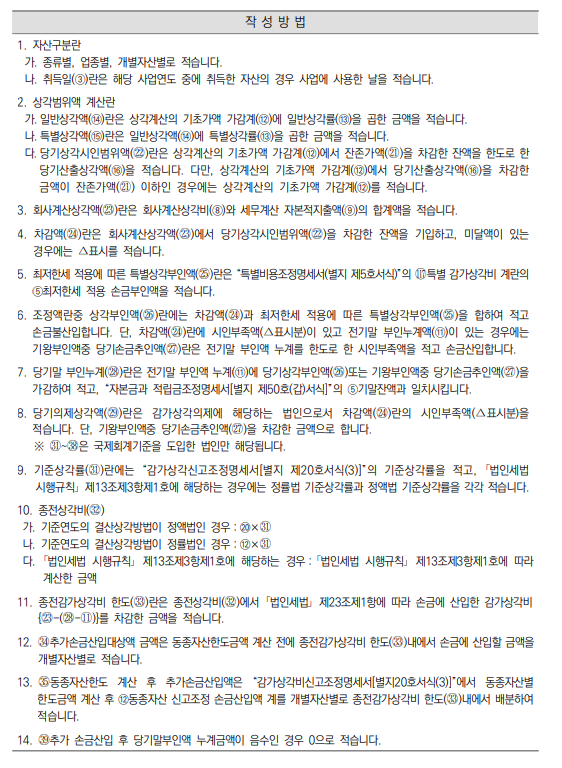 작 성 방 법
1. 자산구분란
가. 종류별, 업종별, 개별자산별로 적습니다.
나. 취득일(③)란은 해당 사업연도 중에 취득한 자산의 경우 사업에 사용한 날을 적습니다.
2. 상각범위액 계산란
가. 일반상각액(⑭)란은 상각계산의 기초가액 가감계(⑫)에 일반상각률(⑬)을 곱한 금액을 적습니다.
나. 특별상각액(⑮)란은 일반상각액(⑭)에 특별상각률(⑬)을 곱한 금액을 적습니다.
다. 당기상각시인범위액(㉒)란은 상각계산의 기초가액 가감계(⑫)에서 잔존가액(㉑)을 차감한 잔액을 한도로 한
당기산출상각액(⑯)을 적습니다. 다만, 상각계산의 기초가액 가감계(⑫)에서 당기산출상각액(⑯)을 차감한
금액이 잔존가액(㉑) 이하인 경우에는 상각계산의 기초가액 가감계(⑫)를 적습니다.
3. 회사계산상각액(㉓)란은 회사계산상각비(⑧)와 세무계산 자본적지출액(⑨)의 합계액을 적습니다.
4. 차감액(㉔)란은 회사계산상각액(㉓)에서 당기상각시인범위액(㉒)을 차감한 잔액을 기입하고, 미달액이 있는
경우에는 △표시를 적습니다.
5. 최저한세 적용에 따른 특별상각부인액(㉕)란은 "특별비용조정명세서(별지 제5호서식)"의 ⑰특별 감가상각비 계란의
⑤최저한세 적용 손금부인액을 적습니다.
6. 조정액란중 상각부인액(㉖)란에는 차감액(㉔)과 최저한세 적용에 따른 특별상각부인액(㉕)을 합하여 적고
손금불산입합니다. 단, 차감액(㉔)란에 시인부족액(△표시분)이 있고 전기말 부인누계액(⑪)이 있는 경우에는
기왕부인액중 당기손금추인액(㉗)란은 전기말 부인액 누계를 한도로 한 시인부족액을 적고 손금산입합니다.
7. 당기말 부인누계(㉘)란은 전기말 부인액 누계(⑪)에 당기상각부인액(㉖)또는 기왕부인액중 당기손금추인액(㉗)을
가감하여 적고, "자본금과 적립금조정명세서[별지 제50호(갑)서식]"의 ⑤기말잔액과 일치시킵니다.
8. 당기의제상각액(㉙)란은 감가상각의제에 해당하는 법인으로서 차감액(㉔)란의 시인부족액(△표시분)을
적습니다. 단, 기왕부인액중 당기손금추인액(㉗)을 차감한 금액으로 합니다.
※ ㉛~㊳은 국제회계기준을 도입한 법인만 해당됩니다.
9. 기준상각률(㉛)란에는 "감가상각신고조정명세서[별지 제20호서식(3)]"의 기준상각률을 적고, 「법인세법
시행규칙」 제13조제3항제1호에 해당하는 경우에는 정률법 기준상각률과 정액법 기준상각률을 각각 적습니다.
10. 종전상각비(㉜)
가. 기준연도의 결산상각방법이 정액법인 경우 : ⑳×㉛
나. 기준연도의 결산상각방법이 정률법인 경우 : ⑫×㉛
다. 「법인세법 시행규칙」 제13조제3항제1호에 해당하는 경우 : 「법인세법 시행규칙」 제13조제3항제1호에 따라
계산한 금액
11. 종전감가상각비 한도(㉝)란은 종전상각비(㉜)에서 「법인세법」제23조제1항에 따라 손금에 산입한 감가상각비
{㉓-(㉘-⑪)}를 차감한 금액을 적습니다.
12. ㉞추가손금산입대상액 금액은 동종자산한도금액 계산 전에 종전감가상각비 한도(㉝)내에서 손금에 산입할 금액을
개별자산별로 적습니다.
13. ㉟동종자산한도 계산 후 추가손금산입액은 "감가상각비신고조정명세서[별지20호서식(3)]"에서 동종자산별
한도금액 계산 후 ⑫동종자산 신고조정 손금산입액 계를 개별자산별로 종전감가상각비 한도(㉝)내에서 배분하여
적습니다.
14. ㊴추가 손금산입 후 당기말부인액 누계금액이 음수인 경우 0으로 적습니다.